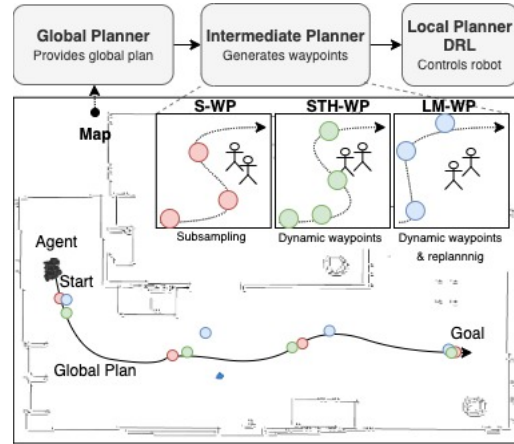 Global Planner
Provides global plan
Intermediate Planner
Generates waypoints
Local Planner
DRL
Controls robot
Map
S-WP
STH-WP
LM-WP
Subsampling
Dynamic waypoints
Dynamic waypoints
& replannnig
Agent
Start
Global Plan
Goal